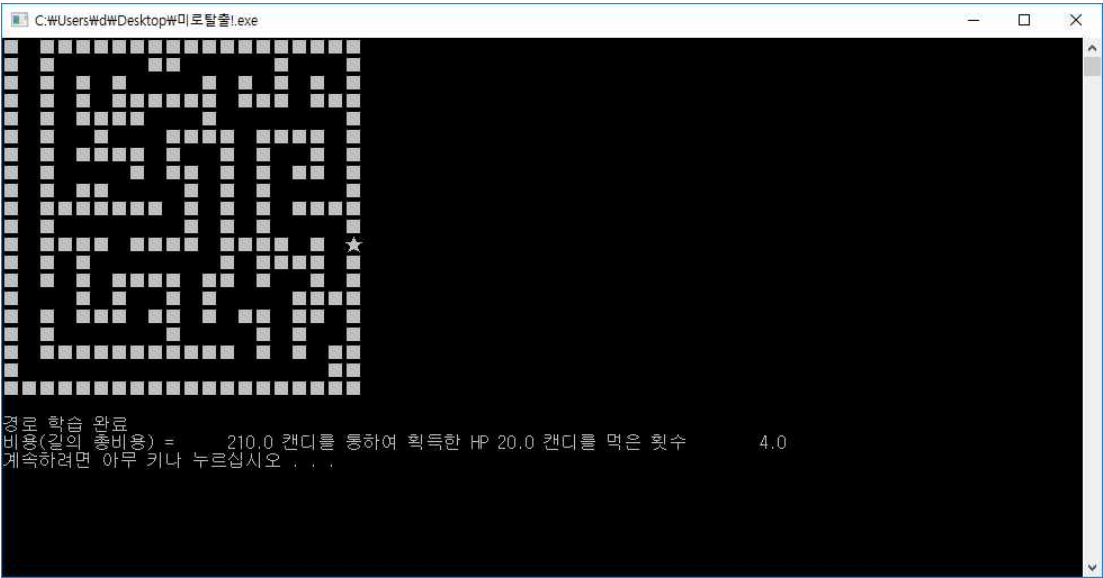 C:₩Users₩d₩Desktop₩미로탈출!.exe
경로 학습 완료
비용(길의 총비용) = 210.0 캔디를 통하여 획득한 HP 20.0 캔디를 먹은 횟수 4.0
계속하려면 아무 키나 누르십시오 . . .